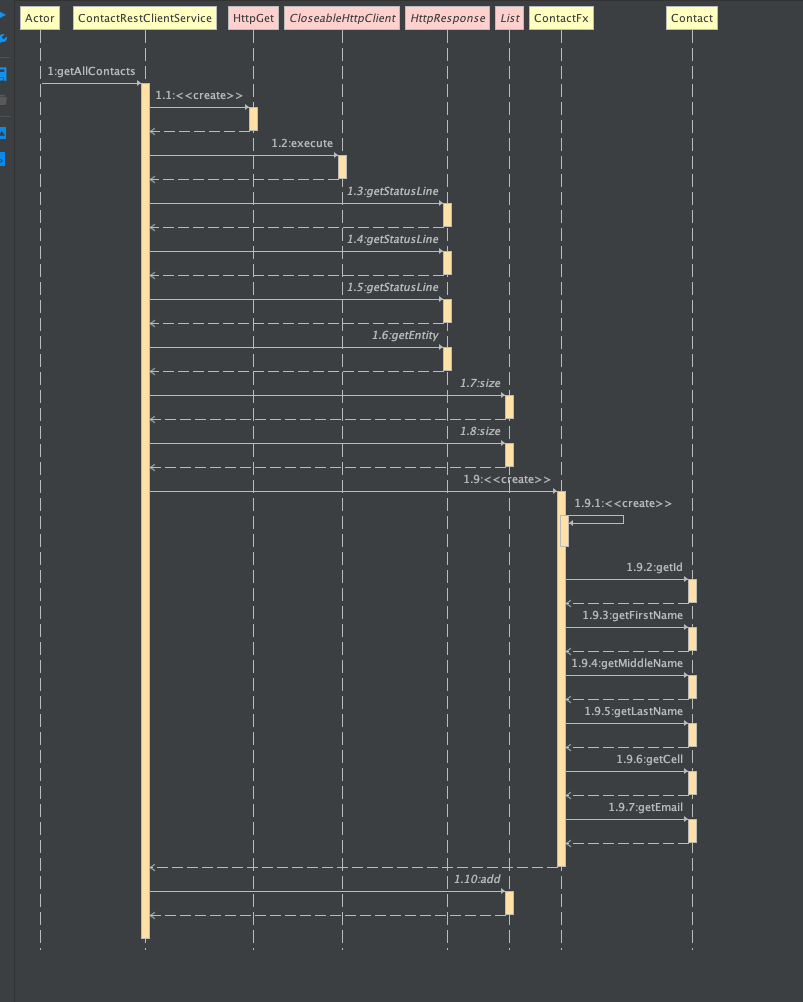 Actor ContactRestClientService HttpGet CloseableHttpClient HttpResponse List ContactFx Contact
1:getAllContacts
1.1:<<create>>
1.2:execute
1.3:getStatusLine
1.4:getStatusLine
1.5:getStatusLine
1.6:getEntity
1.7:size
1.8:size
1.9:<<create>>
1.9.1:<<create>>
1.9.2:getId
1.9.3:getFirstName
1.9.4:getMiddleName
1.9.5:getLastName
1.9.6:getCell
1.9.7:getEmail
1.10:add